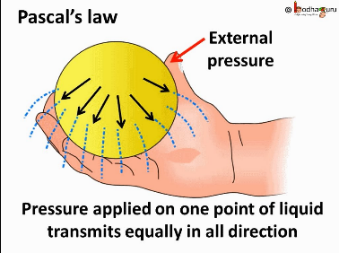 Pascal's law
External
pressure
Pressure applied on one point of liquid
transmits equally in all direction